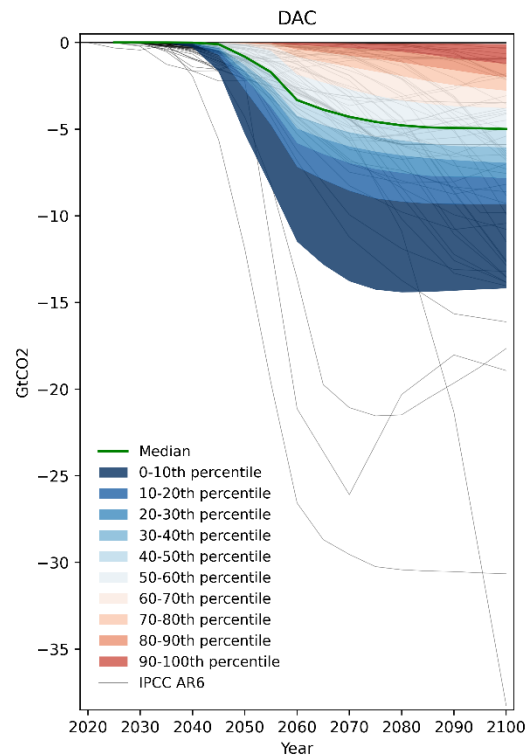 DAC
0
−5
−10
−15
−20
−25
−30
−35
GtCO2
Median
0-10th percentile
10-20th percentile
20-30th percentile
30-40th percentile
40-50th percentile
50-60th percentile
60-70th percentile
70-80th percentile
80-90th percentile
90-100th percentile
IPCC AR6
2020 2030 2040 2050 2060 2070 2080 2090 2100
Year